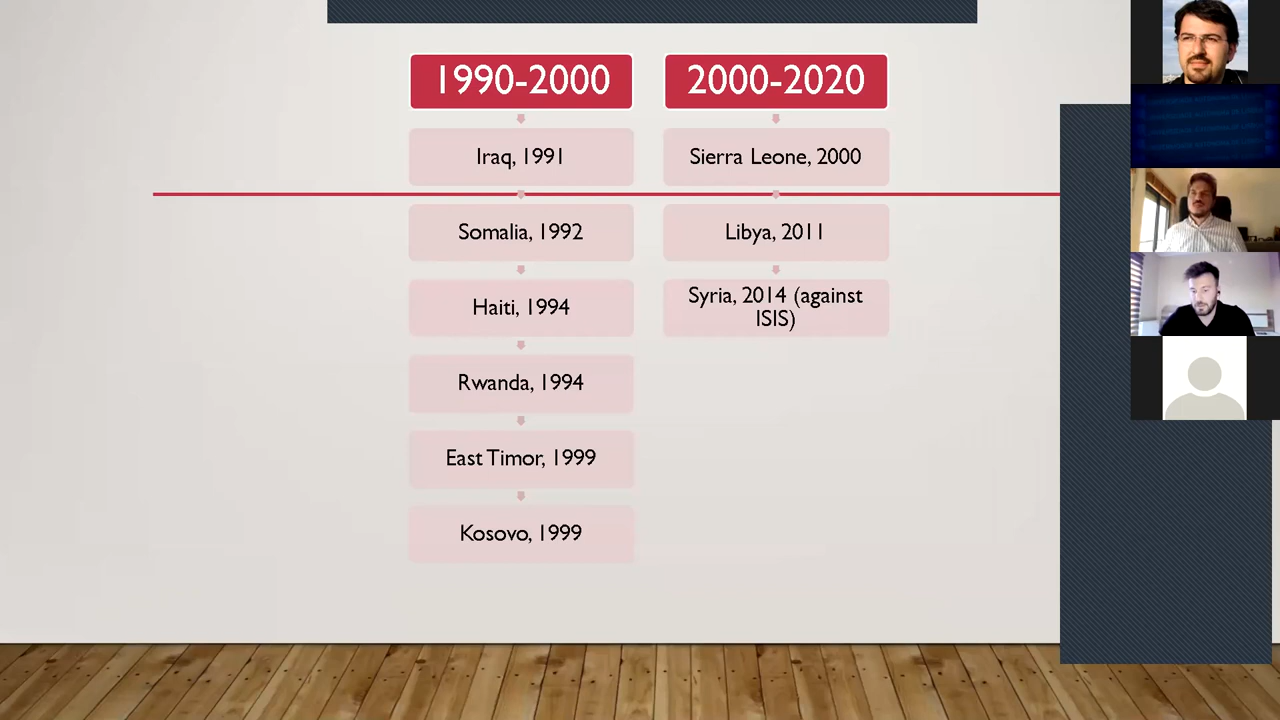 1990-2000
Iraq, 1991
Somalia, 1992
Haiti, 1994
Rwanda, 1994
East Timor, 1999
Kosovo, 1999
2000-2020
Sierra Leone, 2000
Libya, 2011
Syria, 2014 (against
ISIS)